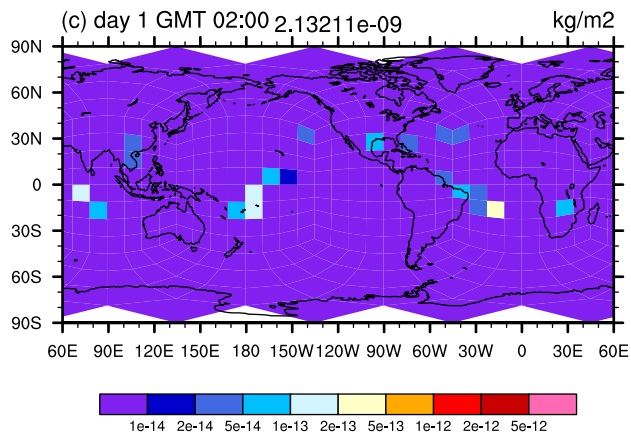 (c) day 1 GMT 02:00 2.13211e-09 kg/m2
90N
60N
30N
0
30S
60S
90S
60E 90E 120E 150E 180 150W 120W 90W 60W 30W 0 30E 60E
1e-14 2e-14 5e-14 1e-13 2e-13 5e-13 1e-12 2e-12 5e-12